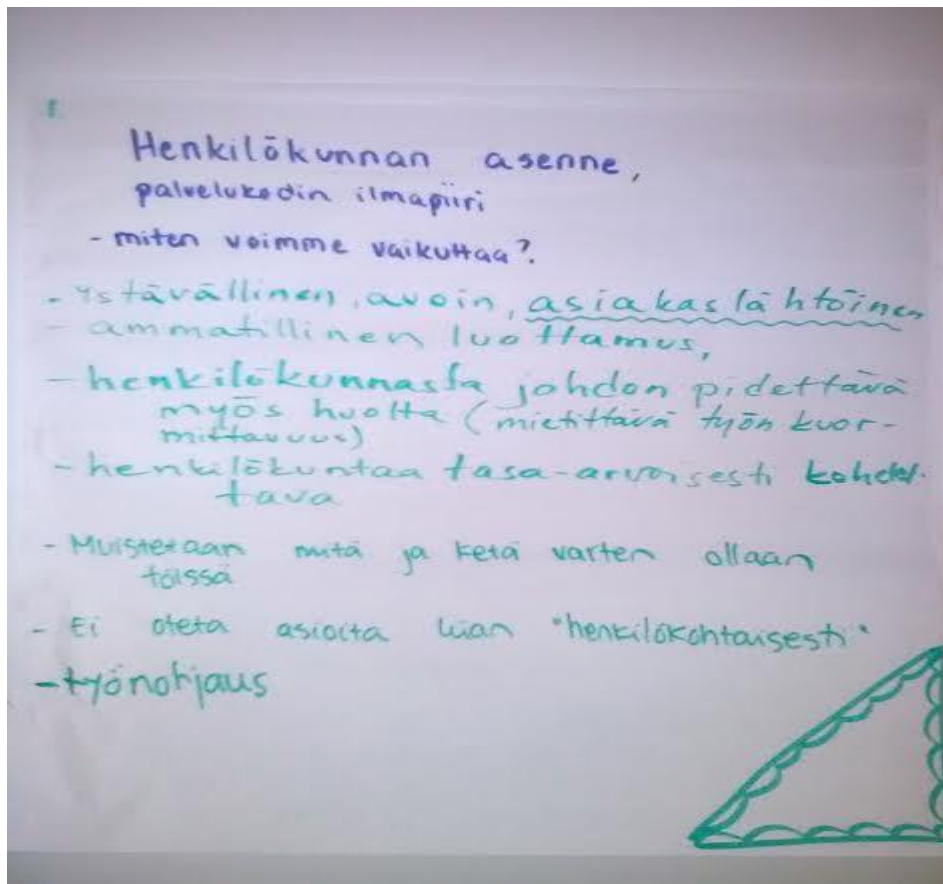 1.
Henkilökunnan asenne,
palvelukodin ilmapiiri
- miten voimme vaikuttaa?
- ystävällinen, avoin, asiakaslähtöinen
- ammatillinen luottamus,
- henkilökunnasta johdon pidettävä
myös huolta (mietittävä työn kuor-
mittavuus)
- henkilökuntaa tasa-arvoisesti kohdel-
tava
- Muistetaan mitä ja ketä varten ollaan
töissä
- Ei oteta asioita liian "henkilökohtaisesti"
- työnohjaus